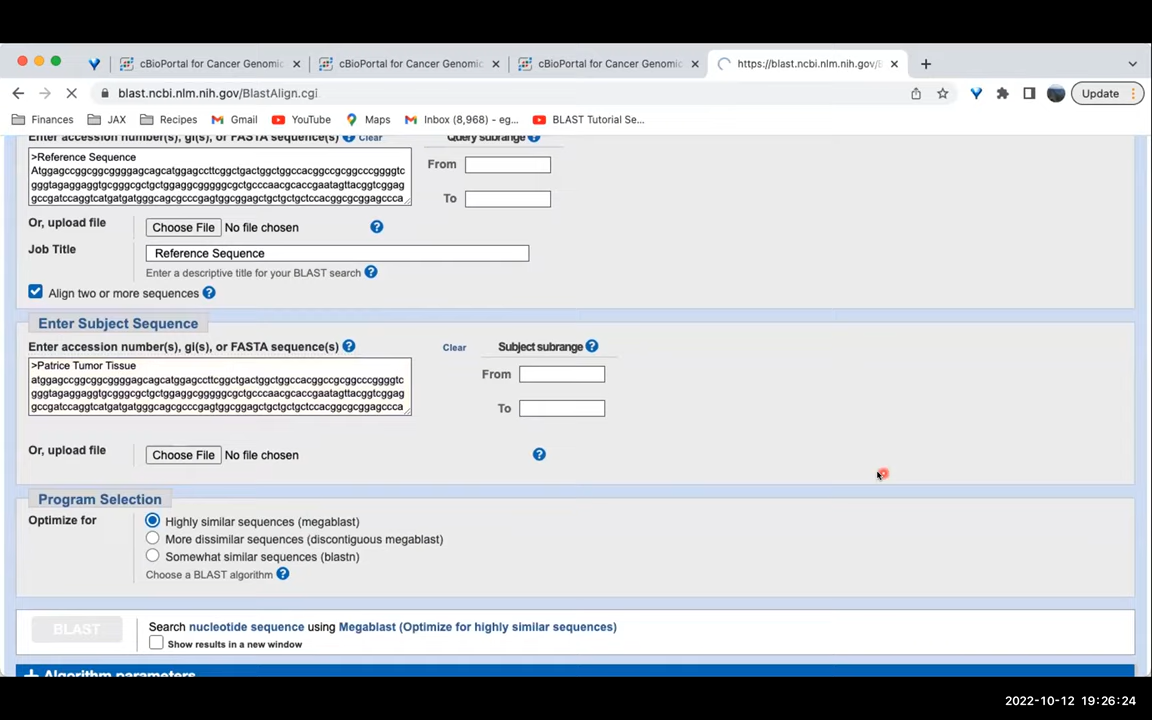 cBioPortal for Cancer Genomic
cBioPortal for Cancer Genomic
cBioPortal for Cancer Genomic
https://blast.ncbi.nlm.nih.gov/B
blast.ncbi.nlm.nih.gov/BlastAlign.cgi
Update
Finances
JAX
Recipes
Gmail
YouTube
Maps
Inbox (8,968) - eg...
BLAST Tutorial Se...
Enter accession number(s), gi(s), or FASTA sequence(s)
Clear
Query subrange
>Reference Sequence
Atggagccggcggcggggagcagcatggagccttcggctgactggctggccacggccgcggcccggggtc
gggtagaggaggtgcgggcgctgctggaggcgggggcgctgcccaacgcaccgaatagttacggtcggag
gccgatccaggtcatgatgatgggcagcgcccgagtggcggagctgctgctgctccacggcgcggagccca
From
To
Or, upload file
Choose File No file chosen
Job Title
Reference Sequence
Enter a descriptive title for your BLAST search
Align two or more sequences
Enter Subject Sequence
Enter accession number(s), gi(s), or FASTA sequence(s)
Clear
Subject subrange
>Patrice Tumor Tissue
atggagccggcggcggggagcagcatggagccttcggctgactggctggccacggccgcggcccggggtc
gggtagaggaggtgcgggcgctgctggaggcgggggcgctgcccaacgcaccgaatagttacggtcggag
gccgatccaggtcatgatgatgggcagcgcccgagtggcggagctgctgctgctccacggcgcggagccca
From
To
Or, upload file
Choose File No file chosen
Program Selection
Optimize for
Highly similar sequences (megablast)
More dissimilar sequences (discontiguous megablast)
Somewhat similar sequences (blastn)
Choose a BLAST algorithm
BLAST
Search nucleotide sequence using Megablast (Optimize for highly similar sequences)
Show results in a new window
Algorithm parameters
2022-10-12 19:26:24